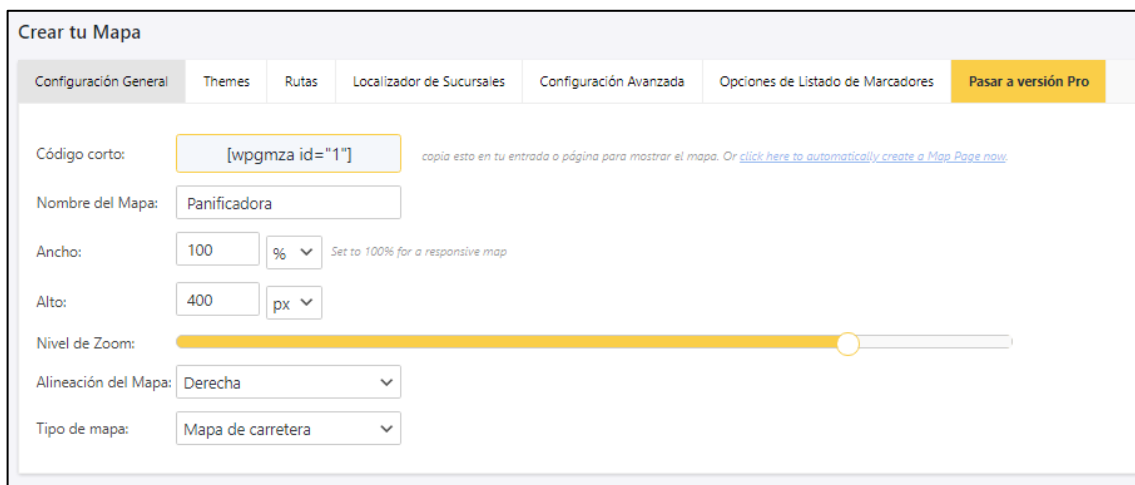 Crear tu Mapa
Configuración General Themes Rutas Localizador de Sucursales Configuración Avanzada Opciones de Listado de Marcadores Pasar a versión Pro
Código corto: [wpgmza id="1"] copia esto en tu entrada o página para mostrar el mapa. Or click here to automatically create a Map Page now.
Nombre del Mapa: Panificadora
Ancho: 100 % Set to 100% for a responsive map
Alto: 400 px
Nivel de Zoom:
Alineación del Mapa: Derecha
Tipo de mapa: Mapa de carretera